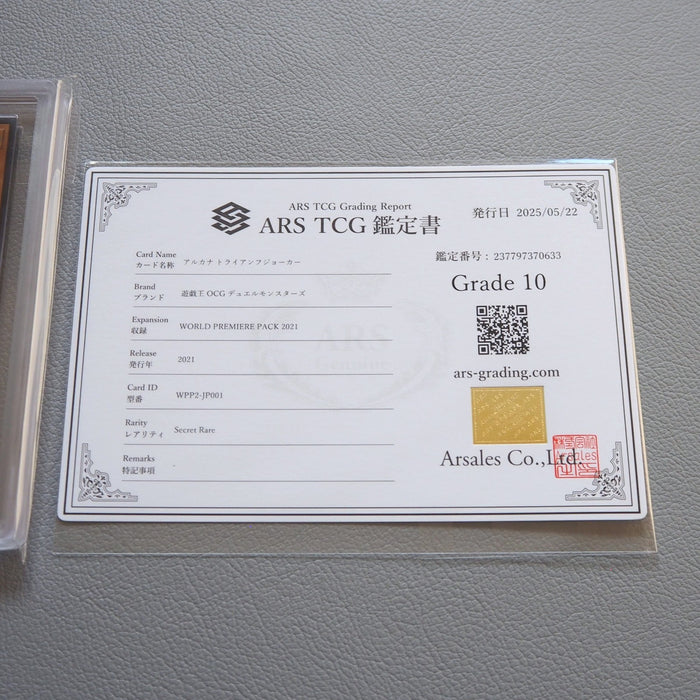 ARS TCG Grading Report
ARS TCG 鑑定書
発行日 2025/05/22
鑑定番号 : 237797370633
Grade 10
Card Name
カード名称 アルカナ トライアンフジョーカー
Brand
ブランド 遊戯王 OCG デュエルモンスターズ
Expansion
収録 WORLD PREMIERE PACK 2021
Release
発行年 2021
Card ID
型番 WPP2-JP001
Rarity
レアリティ Secret Rare
Remarks
特記事項
ARS
Genuine
ars-grading.com
Arsales Co.,Ltd.
Arsales